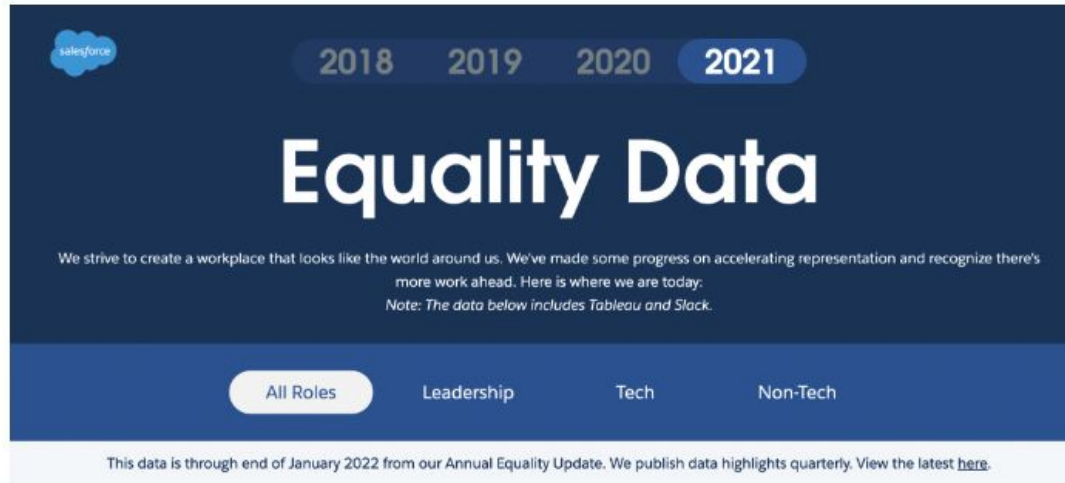 salesforce
2018 2019 2020 2021
Equality Data
We strive to create a workplace that looks like the world around us. We've made some progress on accelerating representation and recognize there's
more work ahead. Here is where we are today:
Note: The data below includes Tableau and Slack.
All Roles Leadership Tech Non-Tech
This data is through end of January 2022 from our Annual Equality Update. We publish data highlights quarterly. View the latest here.